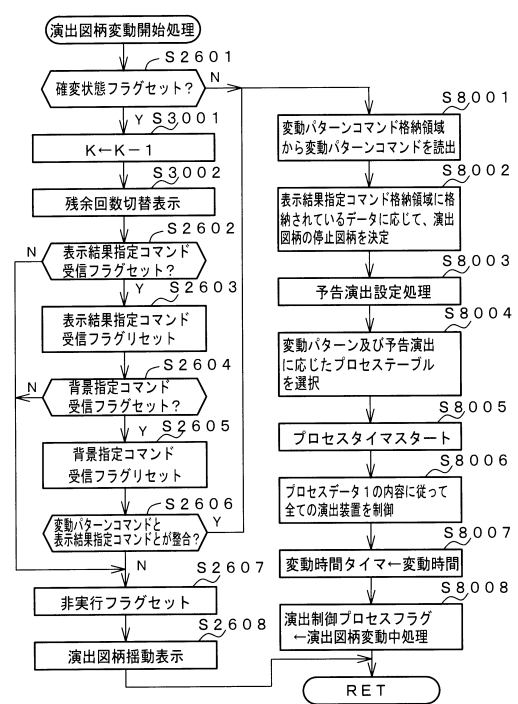 演出図柄変動開始処理
S2601
確変状態フラグセット?
N
Y
S3001
K←K−1
S3002
残余回数切替表示
S2602
表示結果指定コマンド
受信フラグセット?
N
Y
S2603
表示結果指定コマンド
受信フラグリセット
S2604
背景指定コマンド
受信フラグセット?
N
Y
S2605
背景指定コマンド
受信フラグリセット
S2606
変動パターンコマンドと
表示結果指定コマンドとが整合?
Y
N
S2607
非実行フラグセット
S2608
演出図柄揺動表示
S8001
変動パターンコマンド格納領域
から変動パターンコマンドを読出
S8002
表示結果指定コマンド格納領域に格
納されているデータに応じて、演出
図柄の停止図柄を決定
S8003
予告演出設定処理
S8004
変動パターン及び予告演出
に応じたプロセステーブル
を選択
S8005
プロセスタイマスタート
S8006
プロセスデータ1の内容に従って
全ての演出装置を制御
S8007
変動時間タイマ←変動時間
S8008
演出制御プロセスフラグ
←演出図柄変動中処理
RET